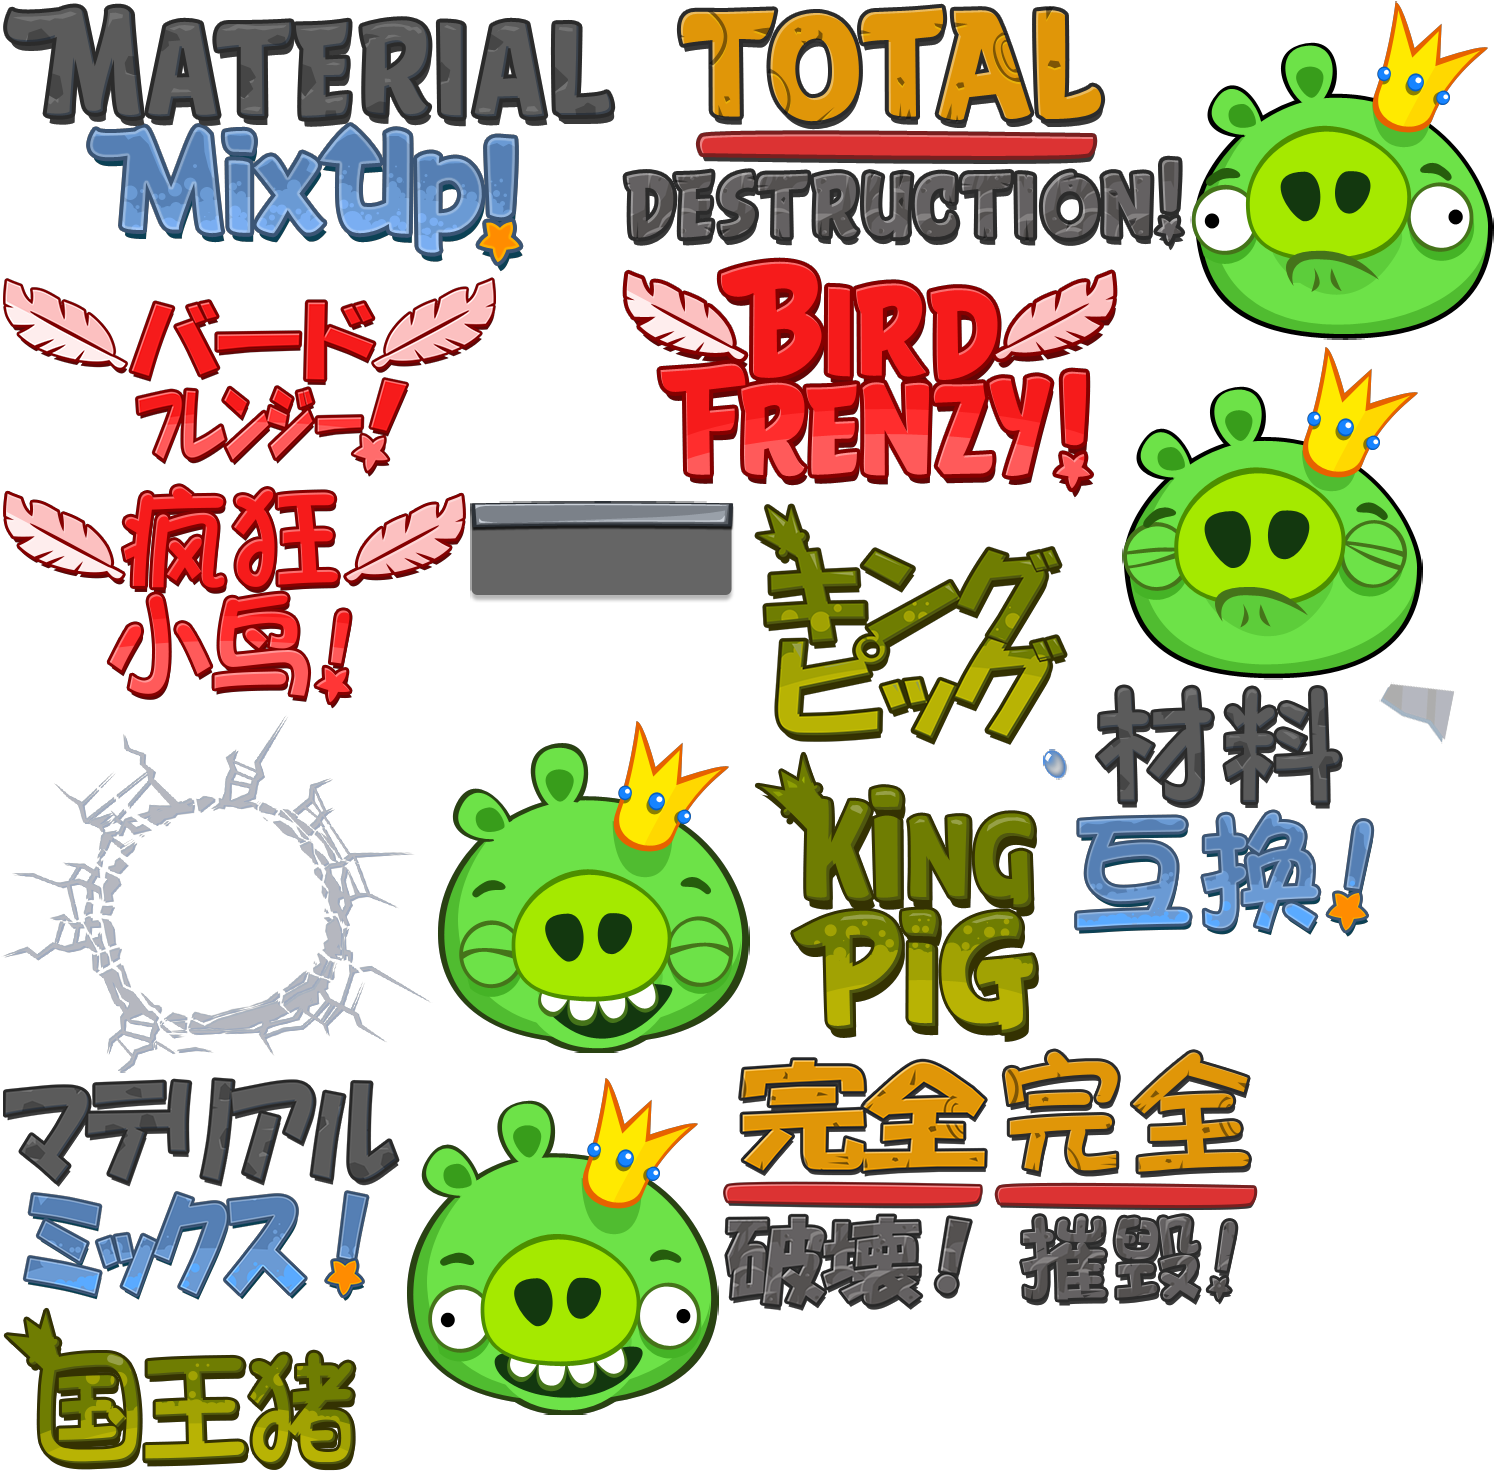 MATERIAL
MixUp!
TOTAL
DESTRUCTION!
バード
フレンジー!
BIRD
FRENZY!
疯狂
小鸟!
キング
ピッグ
材料
互换!
KiNG
PiG
マテリアル
ミックス!
完全
破壊!
完全
摧毁!
国王猪